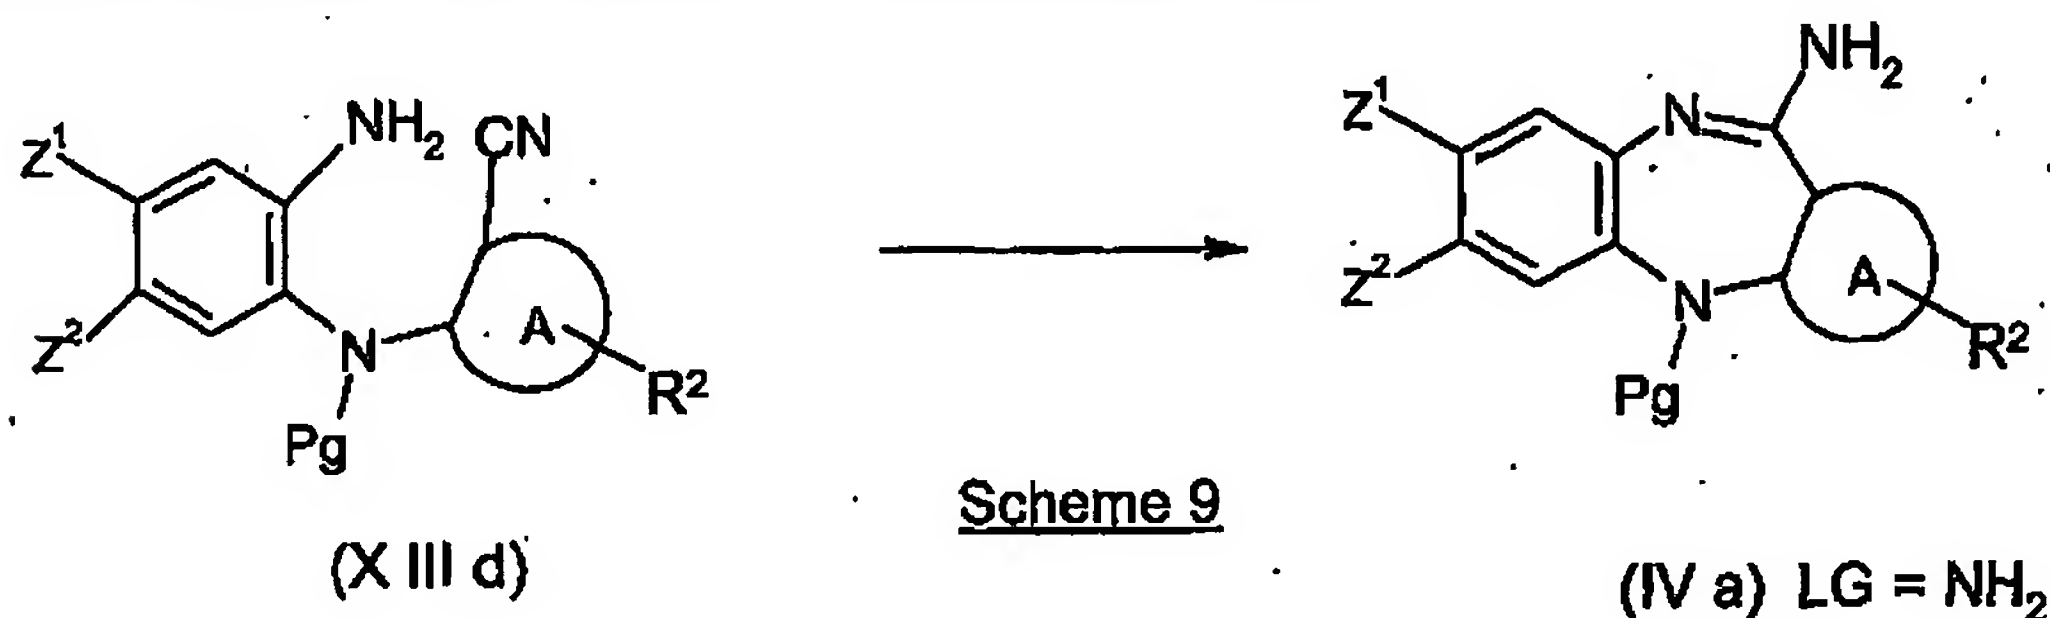 NH₂
CN
Z¹
Z²
N
A
R²
Pg
(X III d)
Scheme 9
NH₂
Z¹
N
Z²
N
A
R²
Pg
(IV a) LG = NH₂